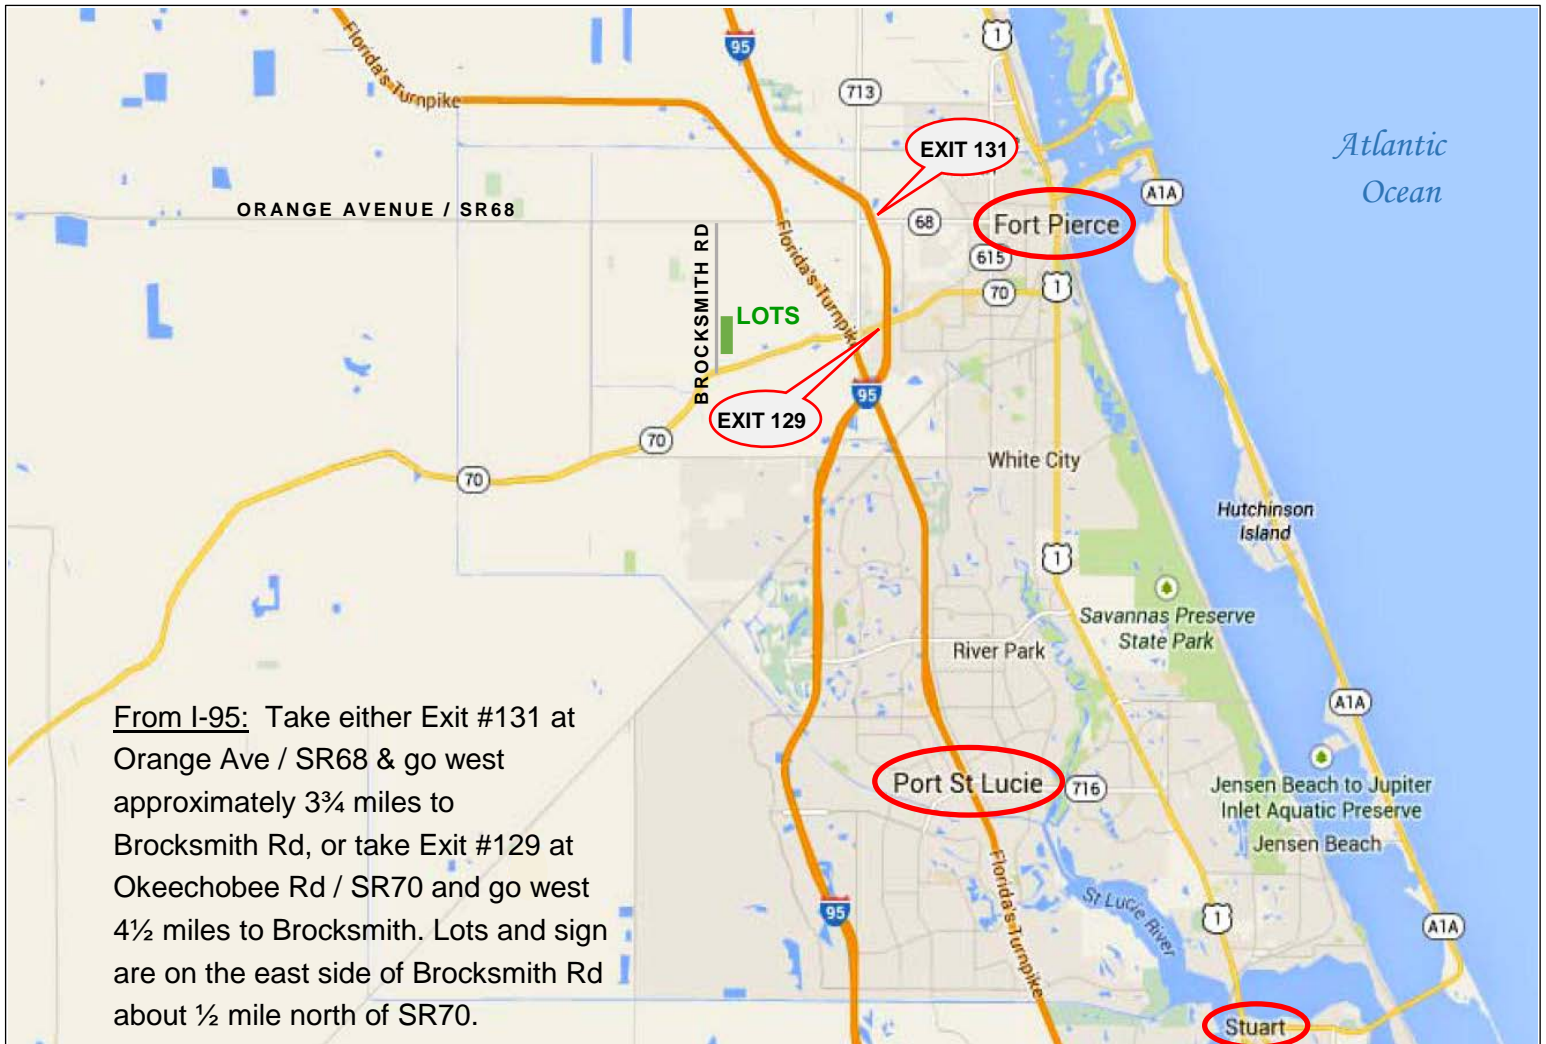 Florida's Turnpike
95
1
713
EXIT 131
Atlantic
Ocean
A1A
ORANGE AVENUE / SR68
68
Fort Pierce
BROCKSMITH RD
Florida's Turnpike
615
70
1
LOTS
95
EXIT 129
70
70
White City
Hutchinson
Island
1
Savannas Preserve
State Park
River Park
A1A
From I-95: Take either Exit #131 at
Orange Ave / SR68 & go west
approximately 3¾ miles to
Brocksmith Rd, or take Exit #129 at
Okeechobee Rd / SR70 and go west
4½ miles to Brocksmith. Lots and sign
are on the east side of Brocksmith Rd
about ½ mile north of SR70.
Port St Lucie
716
Jensen Beach to Jupiter
Inlet Aquatic Preserve
Jensen Beach
Florida's Turnpike
95
St Lucie River
1
A1A
Stuart